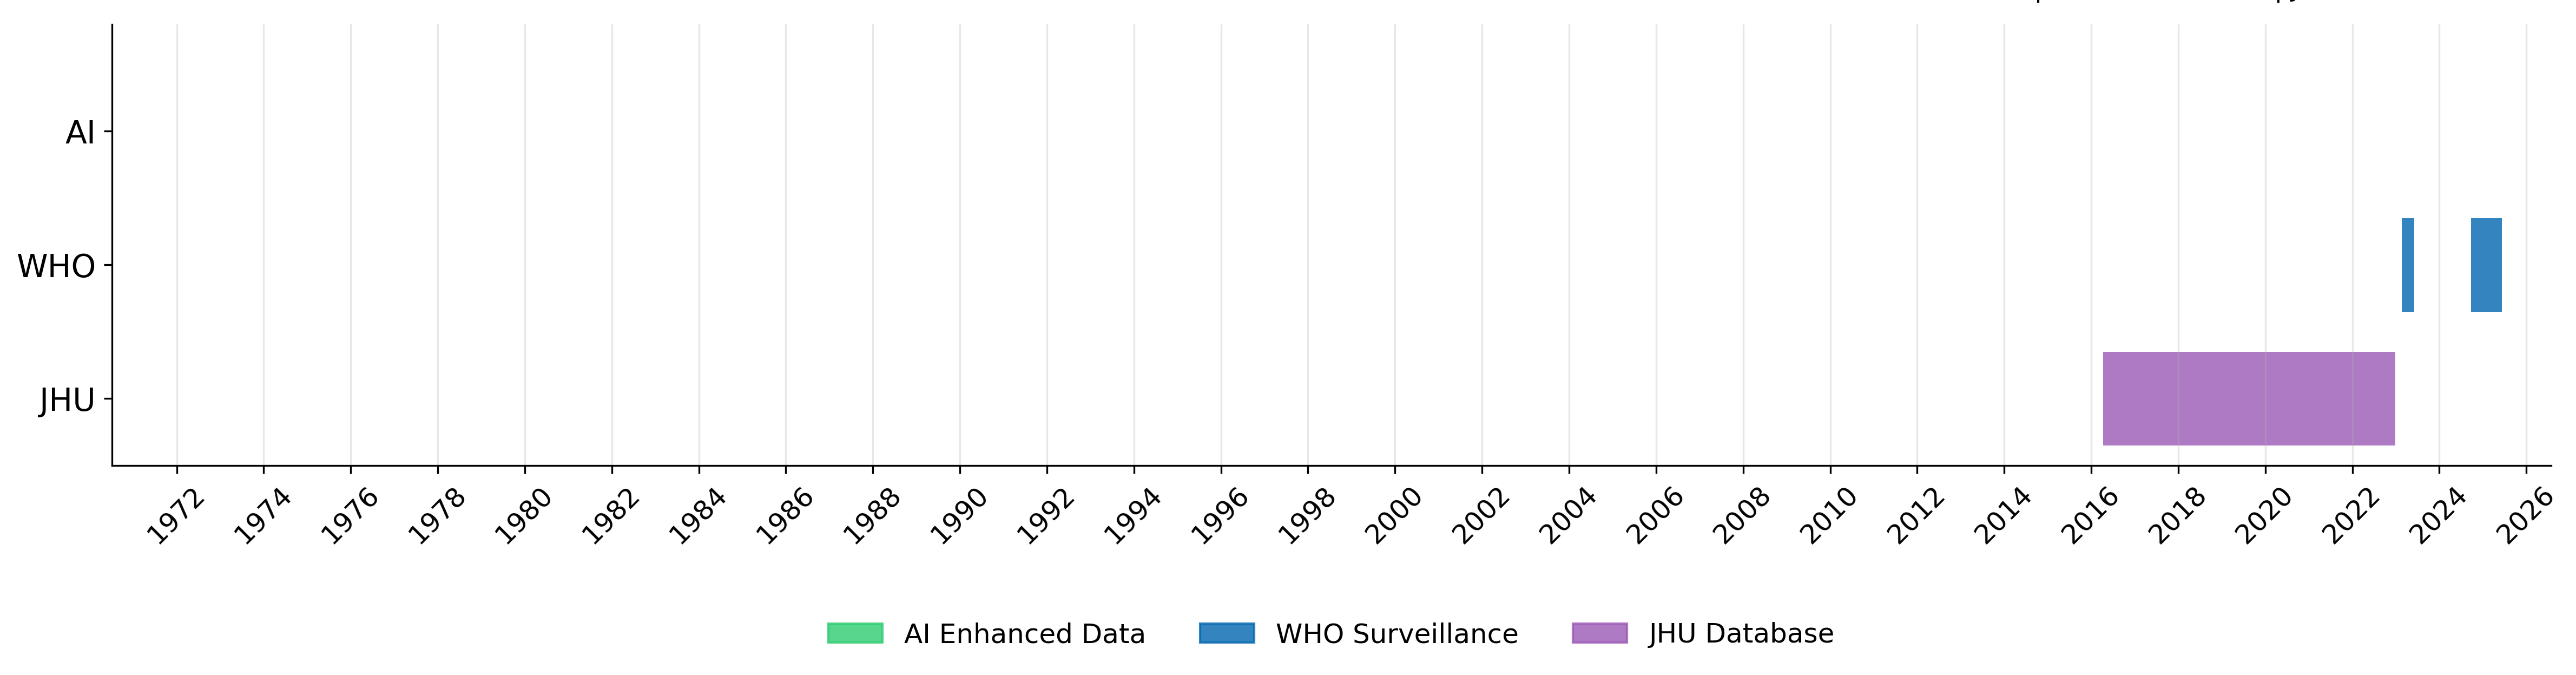 AI
WHO
JHU
1972 1974 1976 1978 1980 1982 1984 1986 1988 1990 1992 1994 1996 1998 2000 2002 2004 2006 2008 2010 2012 2014 2016 2018 2020 2022 2024 2026
AI Enhanced Data WHO Surveillance JHU Database